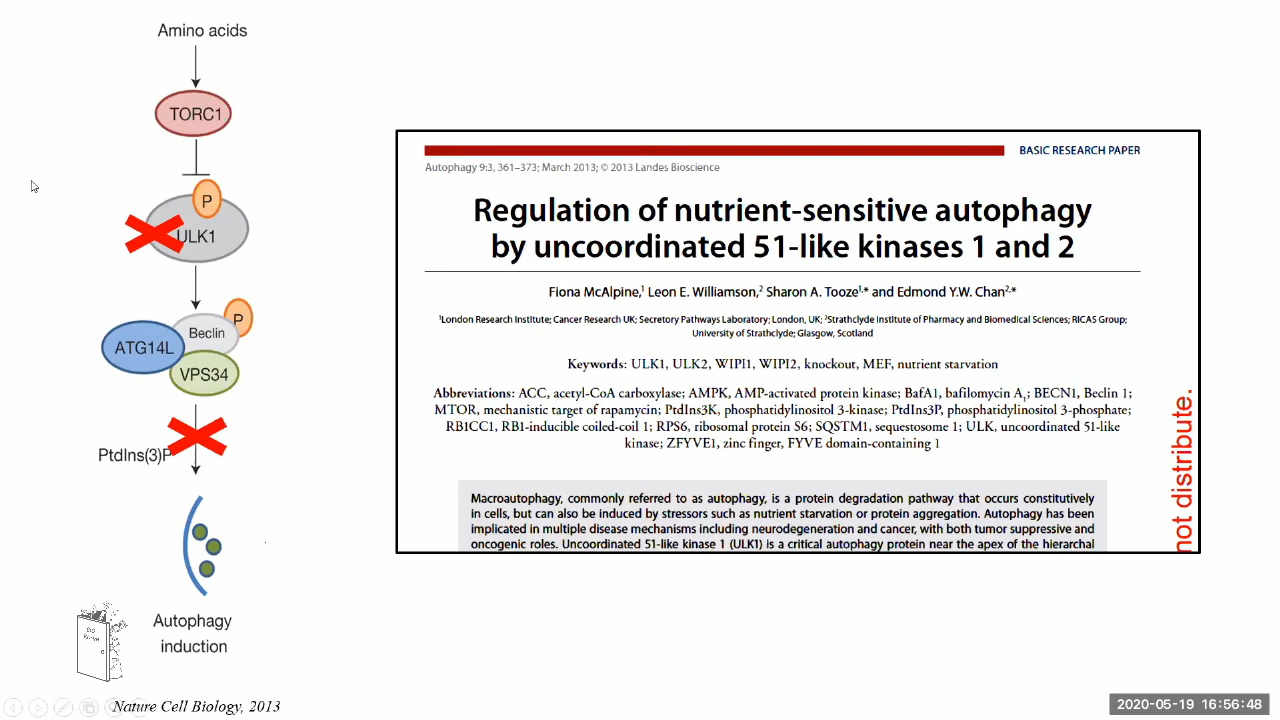 Amino acids
TORC1
P
ULK1
P
Beclin
ATG14L
VPS34
PtdIns(3)P
Autophagy
induction
Nature Cell Biology, 2013
BASIC RESEARCH PAPER
Autophagy 9:3, 361–373; March 2013; © 2013 Landes Bioscience
Regulation of nutrient-sensitive autophagy
by uncoordinated 51-like kinases 1 and 2
Fiona McAlpine,1 Leon E. Williamson,2 Sharon A. Tooze1,* and Edmond Y.W. Chan2,*
1London Research Institute; Cancer Research UK; Secretory Pathways Laboratory; London, UK; 2Strathclyde Institute of Pharmacy and Biomedical Sciences; RICAS Group;
University of Strathclyde; Glasgow, Scotland
Keywords: ULK1, ULK2, WIPI1, WIPI2, knockout, MEF, nutrient starvation
Abbreviations: ACC, acetyl-CoA carboxylase; AMPK, AMP-activated protein kinase; BafA1, bafilomycin A1; BECN1, Beclin 1;
MTOR, mechanistic target of rapamycin; PtdIns3K, phosphatidylinositol 3-kinase; PtdIns3P, phosphatidylinositol 3-phosphate;
RB1CC1, RB1-inducible coiled-coil 1; RPS6, ribosomal protein S6; SQSTM1, sequestosome 1; ULK, uncoordinated 51-like
kinase; ZFYVE1, zinc finger, FYVE domain-containing 1
Macroautophagy, commonly referred to as autophagy, is a protein degradation pathway that occurs constitutively
in cells, but can also be induced by stressors such as nutrient starvation or protein aggregation. Autophagy has been
implicated in multiple disease mechanisms including neurodegeneration and cancer, with both tumor suppressive and
oncogenic roles. Uncoordinated 51-like kinase 1 (ULK1) is a critical autophagy protein near the apex of the hierarchal
not distribute.
2020-05-19 16:56:48